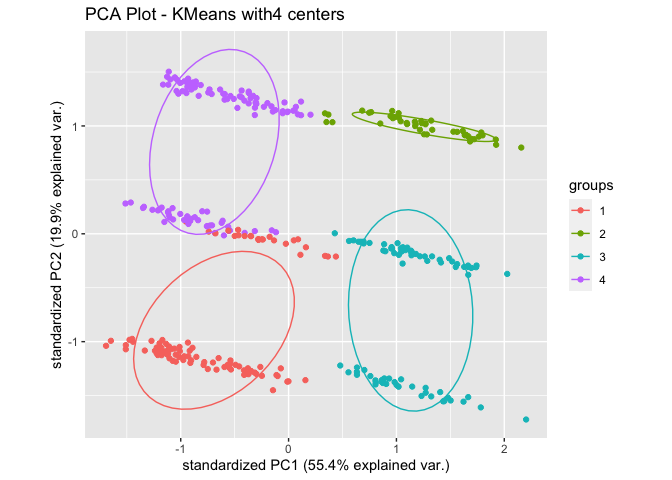 PCA Plot - KMeans with4 centers
standardized PC2 (19.9% explained var.)
1
0
-1
-1
0
1
2
standardized PC1 (55.4% explained var.)
groups
1
2
3
4